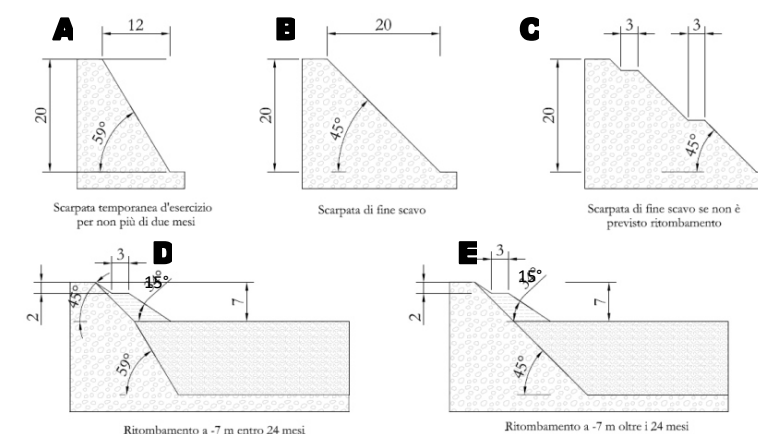 A
12
20
59°
Scarpata temporanea d'esercizio
per non più di due mesi
B
20
20
45°
Scarpata di fine scavo
C
3
3
20
45°
Scarpata di fine scavo se non è
previsto ritombamento
D
3
15°
45°
2
7
59°
Ritombamento a -7 m entro 24 mesi
E
3
15°
2
7
45°
Ritombamento a -7 m oltre i 24 mesi